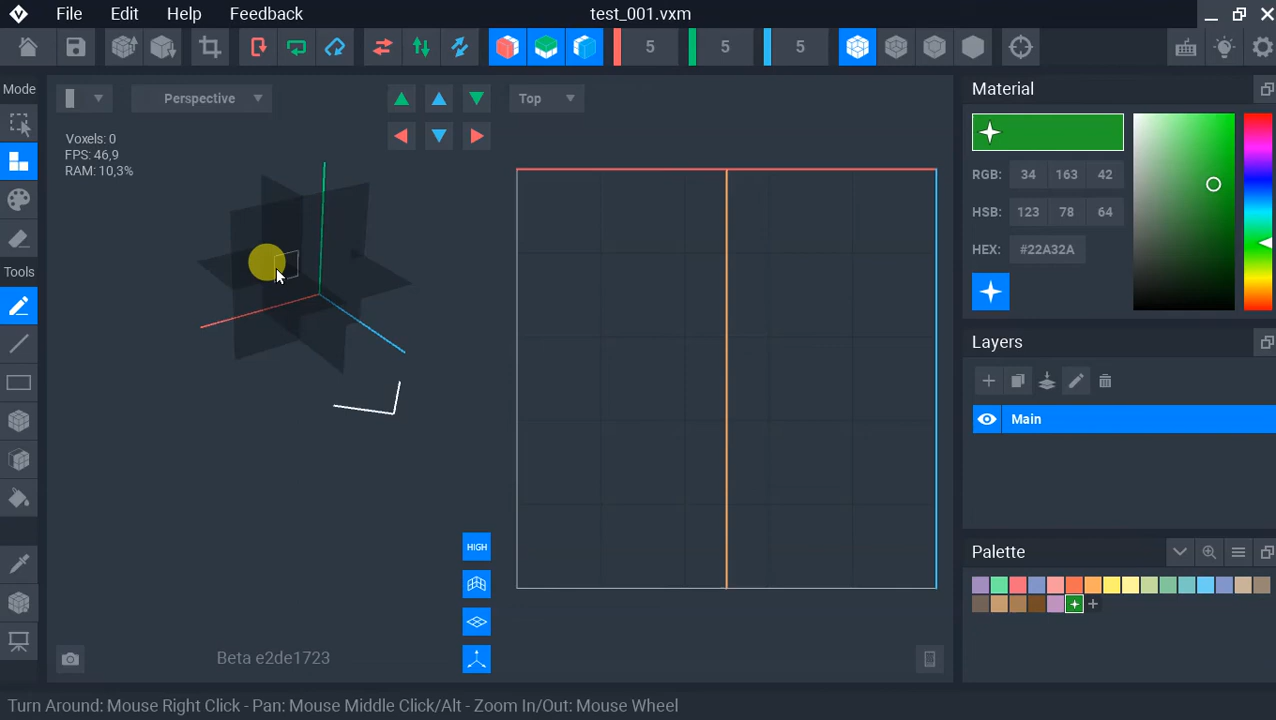 File Edit Help Feedback test_001.vxm
5 5 5
Mode
Perspective
Top
Voxels: 0
FPS: 46,9
RAM: 10,3%
Tools
HIGH
Beta e2de1723
Material
RGB: 34 163 42
HSB: 123 78 64
HEX: #22A32A
Layers
Main
Palette
Turn Around: Mouse Right Click - Pan: Mouse Middle Click/Alt - Zoom In/Out: Mouse Wheel